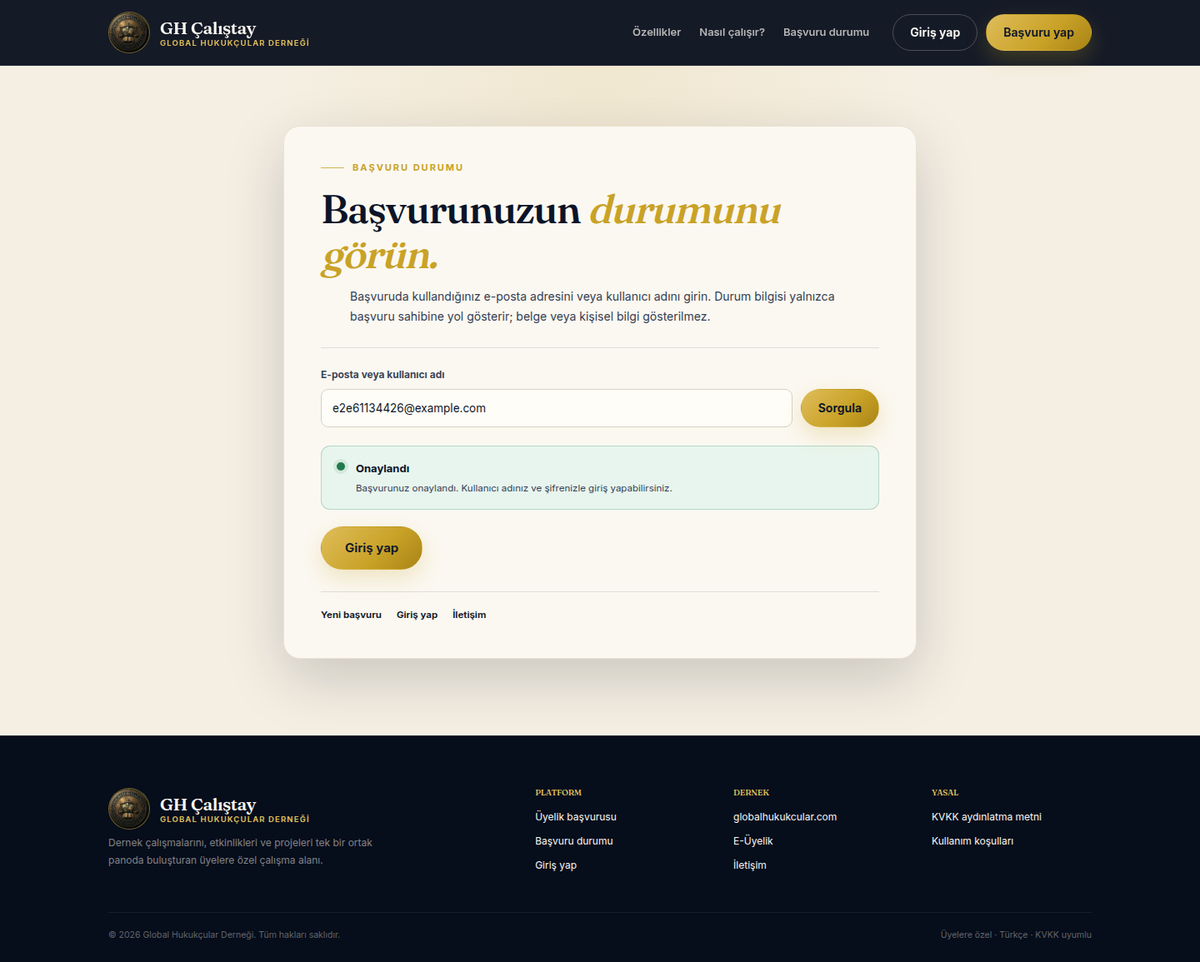 GH Çalıştay
GLOBAL HUKUKÇULAR DERNEĞİ
Özellikler
Nasıl çalışır?
Başvuru durumu
Giriş yap
Başvuru yap
BAŞVURU DURUMU
Başvurunuzun durumunu
görün.
Başvuruda kullandığınız e-posta adresini veya kullanıcı adını girin. Durum bilgisi yalnızca
başvuru sahibine yol gösterir; belge veya kişisel bilgi gösterilmez.
E-posta veya kullanıcı adı
e2e61134426@example.com
Sorgula
Onaylandı
Başvurunuz onaylandı. Kullanıcı adınız ve şifrenizle giriş yapabilirsiniz.
Giriş yap
Yeni başvuru
Giriş yap
İletişim
GH Çalıştay
GLOBAL HUKUKÇULAR DERNEĞİ
Dernek çalışmalarını, etkinlikleri ve projeleri tek bir ortak
panoda buluşturan üyelere özel çalışma alanı.
PLATFORM
Üyelik başvurusu
Başvuru durumu
Giriş yap
DERNEK
globalhukukcular.com
E-Üyelik
İletişim
YASAL
KVKK aydınlatma metni
Kullanım koşulları
© 2026 Global Hukukçular Derneği. Tüm hakları saklıdır.
Üyelere özel · Türkçe · KVKK uyumlu